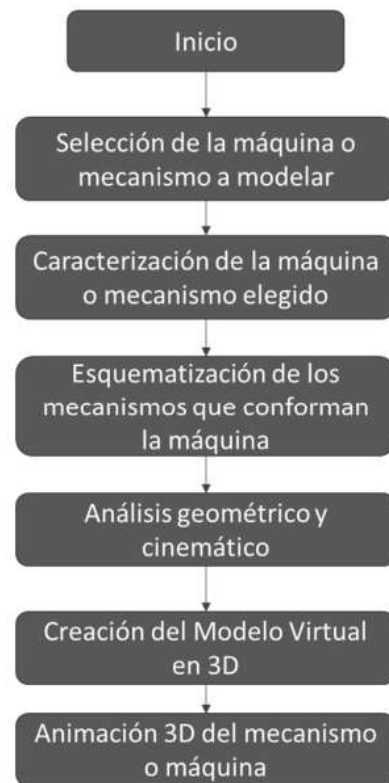 Inicio
Selección de la máquina o
mecanismo a modelar
Caracterización de la máquina
o mecanismo elegido
Esquematización de los
mecanismos que conforman
la máquina
Análisis geométrico y
cinemático
Creación del Modelo Virtual
en 3D
Animación 3D del mecanismo
o máquina